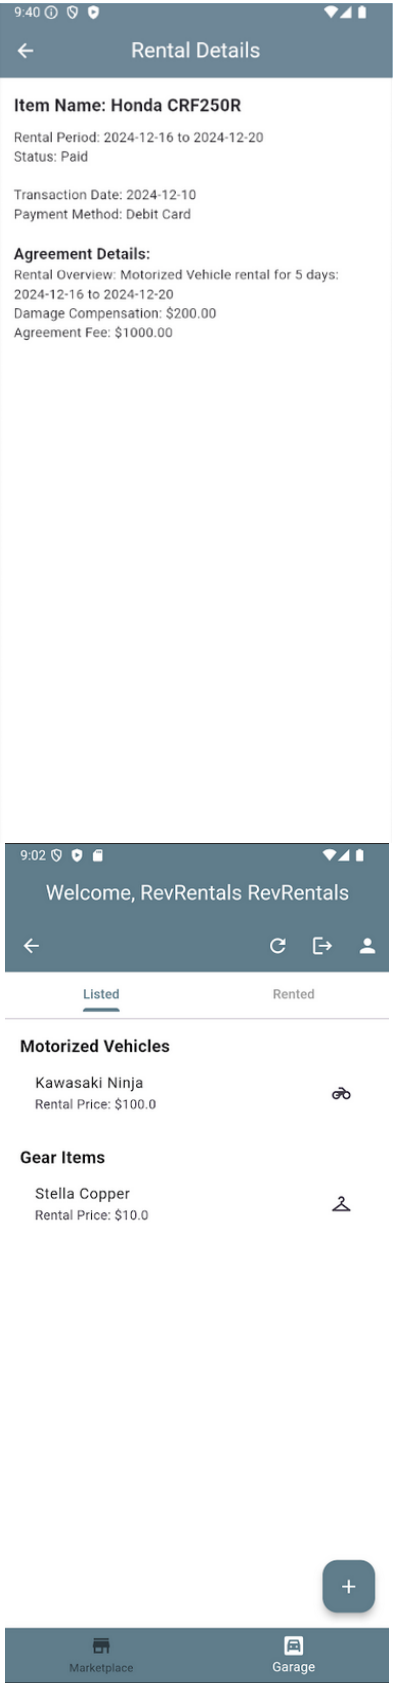 9:40
Rental Details
Item Name: Honda CRF250R
Rental Period: 2024-12-16 to 2024-12-20
Status: Paid
Transaction Date: 2024-12-10
Payment Method: Debit Card
Agreement Details:
Rental Overview: Motorized Vehicle rental for 5 days:
2024-12-16 to 2024-12-20
Damage Compensation: $200.00
Agreement Fee: $1000.00
9:02
Welcome, RevRentals RevRentals
Listed Rented
Motorized Vehicles
Kawasaki Ninja
Rental Price: $100.0
Gear Items
Stella Copper
Rental Price: $10.0
Marketplace Garage